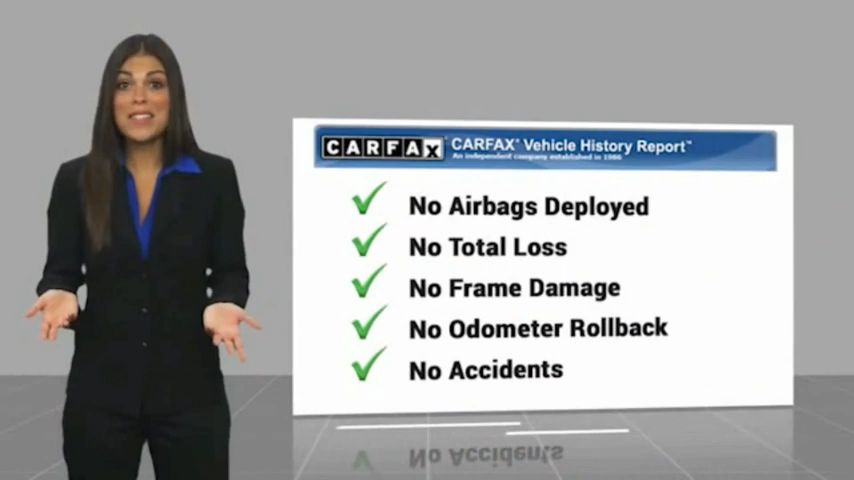 CARFAX CARFAX® Vehicle History Report™
An independent company established in 1986
No Airbags Deployed
No Total Loss
No Frame Damage
No Odometer Rollback
No Accidents
No Accidents